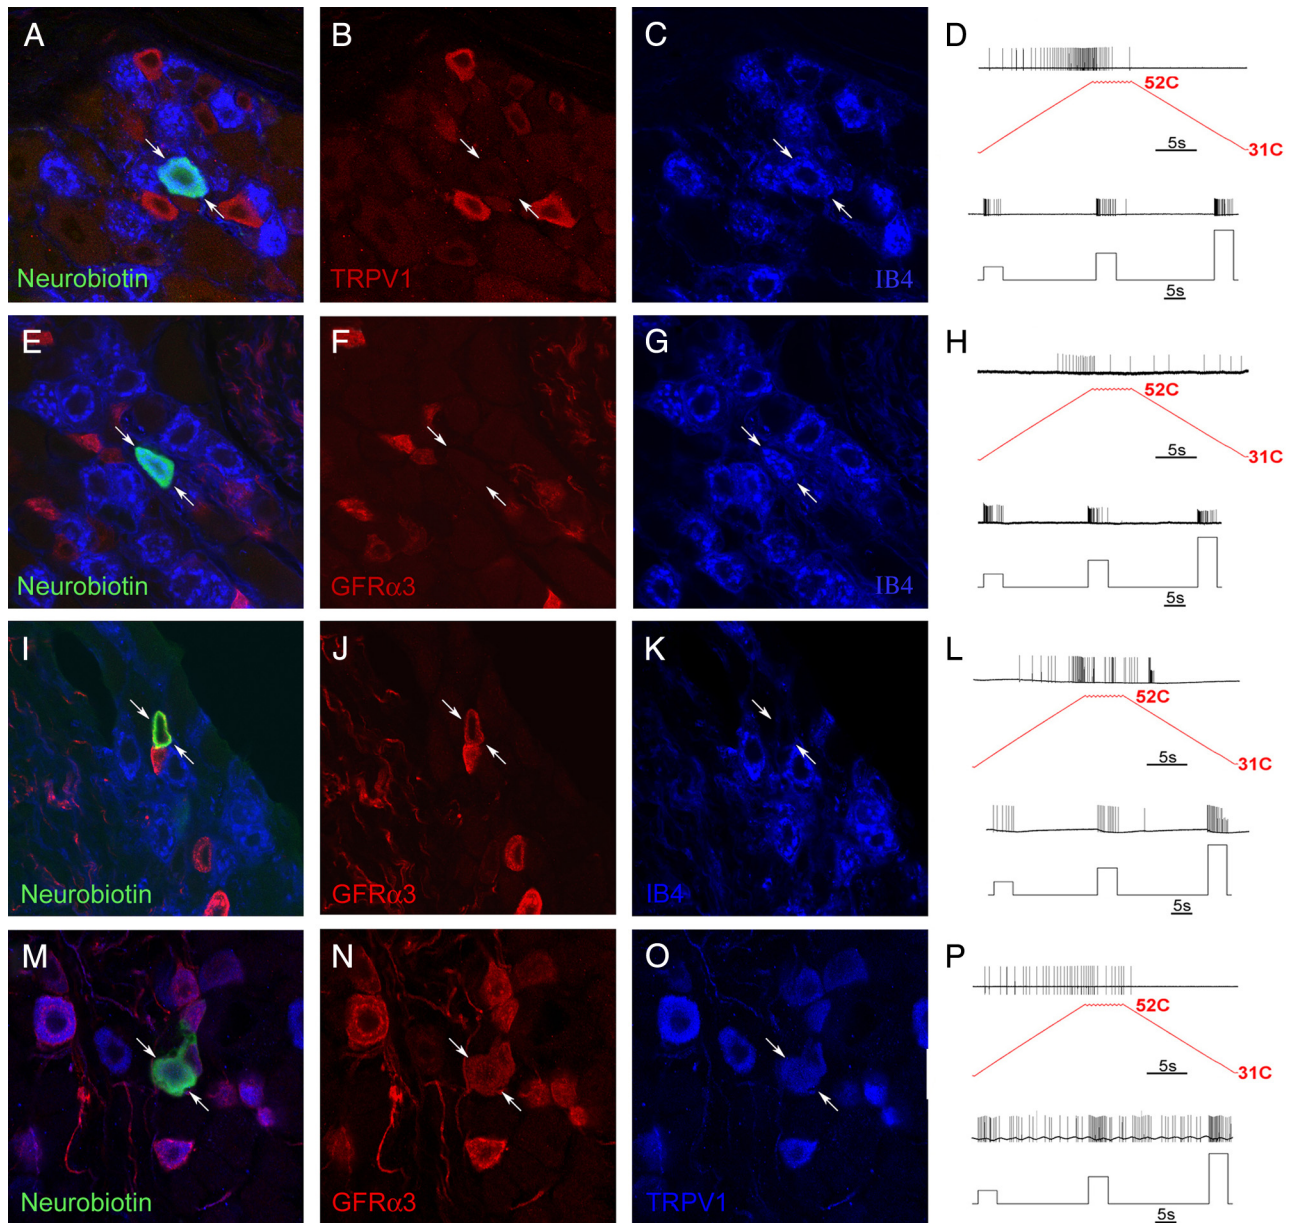 A
Neurobiotin
B
TRPV1
C
IB4
D
52C
5s
31C
5s
E
Neurobiotin
F
GFRα3
G
IB4
H
52C
5s
31C
5s
I
Neurobiotin
J
GFRα3
K
IB4
L
52C
5s
31C
5s
M
Neurobiotin
N
GFRα3
O
TRPV1
P
52C
5s
31C
5s